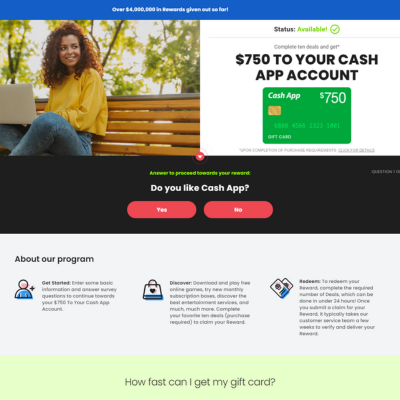 Over $4,000,000 in Rewards given out so far!
Status: Available!
Complete ten deals and get*
$750 TO YOUR CASH
APP ACCOUNT
Cash App
$750
GIFT CARD
*UPON COMPLETION OF PURCHASE REQUIREMENTS. CLICK FOR DETAILS
Answer to proceed towards your reward:
QUESTION 1 O
Do you like Cash App?
Yes
No
About our program
Get Started: Enter some basic
information and answer survey
questions to continue towards
your $750 To Your Cash App
Account.
Discover: Download and play free
online games, try new monthly
subscription boxes, discover the
best entertainment services, and
much, much more. Complete
your favorite ten deals (purchase
required) to claim your Reward.
Redeem: To redeem your
Reward, complete the required
number of Deals, which can be
done in under 24 hours! Once
you submit a claim for your
Reward, it typically takes our
customer service team a few
weeks to verify and deliver your
Reward.
How fast can I get my gift card?